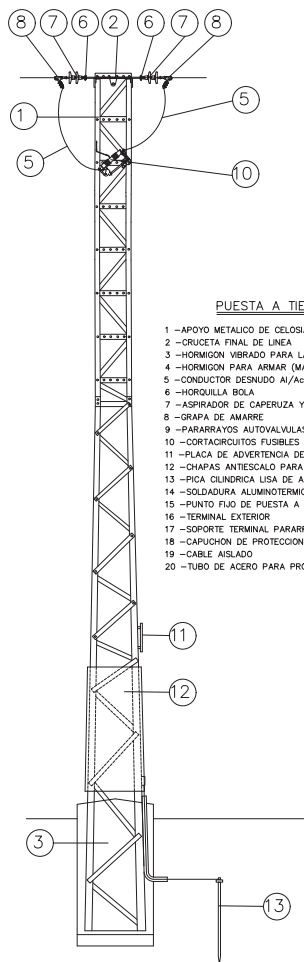 8 7 6 2 6 7 8
1
5
5
10
PUESTA A TIE
1 -APOYO METALICO DE CELOSIA
2 -CRUCETA FINAL DE LINEA
3 -HORMIGON VIBRADO PARA LA
4 -HORMIGON PARA ARMAR (MA
5 -CONDUCTOR DESNUDO Al/Ac
6 -HORQUILLA BOLA
7 -ASPIRADOR DE CAPERUZA Y
8 -GRAPA DE AMARRE
9 -PARARRAYOS AUTOVALVULAS
10 -CORTACIRCUITOS FUSIBLES
11 -PLACA DE ADVERTENCIA DE
12 -CHAPAS ANTIESCALO PARA
13 -PICA CILINDRICA LISA DE A
14 -SOLDADURA ALUMINOTERMIC
15 -PUNTO FIJO DE PUESTA A
16 -TERMINAL EXTERIOR
17 -SOPORTE TERMINAL PARARR
18 -CAPUCHON DE PROTECCION
19 -CABLE AISLADO
20 -TUBO DE ACERO PARA PRO
11
12
3
13